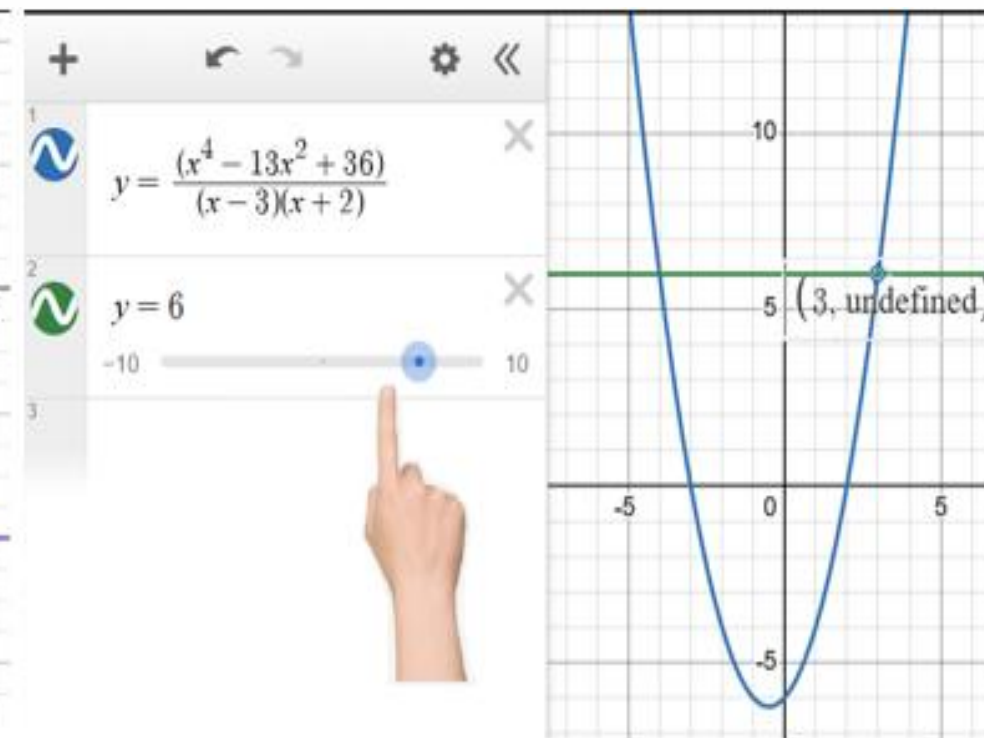 1
y = (x⁴ − 13x² + 36) / (x − 3)(x + 2)
2
y = 6
−10 10
3
10
5
(3, undefined)
-5 0 5
-5